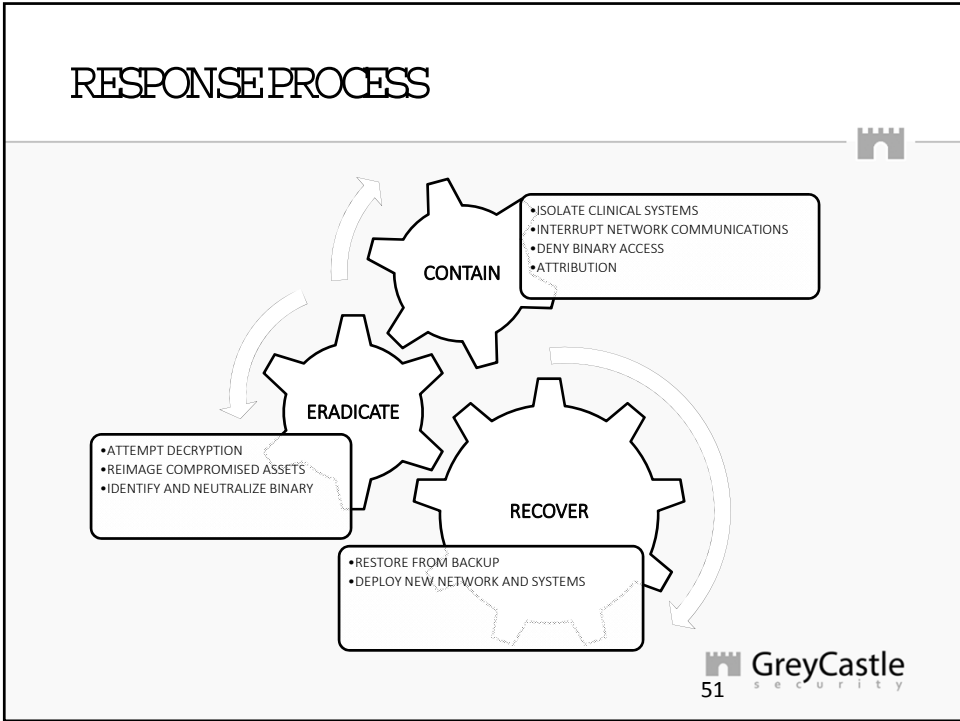 RESPONSE PROCESS
CONTAIN
•ISOLATE CLINICAL SYSTEMS
•INTERRUPT NETWORK COMMUNICATIONS
•DENY BINARY ACCESS
•ATTRIBUTION
ERADICATE
•ATTEMPT DECRYPTION
•REIMAGE COMPROMISED ASSETS
•IDENTIFY AND NEUTRALIZE BINARY
RECOVER
•RESTORE FROM BACKUP
•DEPLOY NEW NETWORK AND SYSTEMS
GreyCastle
security
51